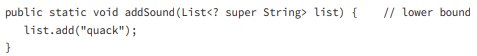 public static void addSound(List<? super String> list) {    // lower bound
   list.add("quack");
}